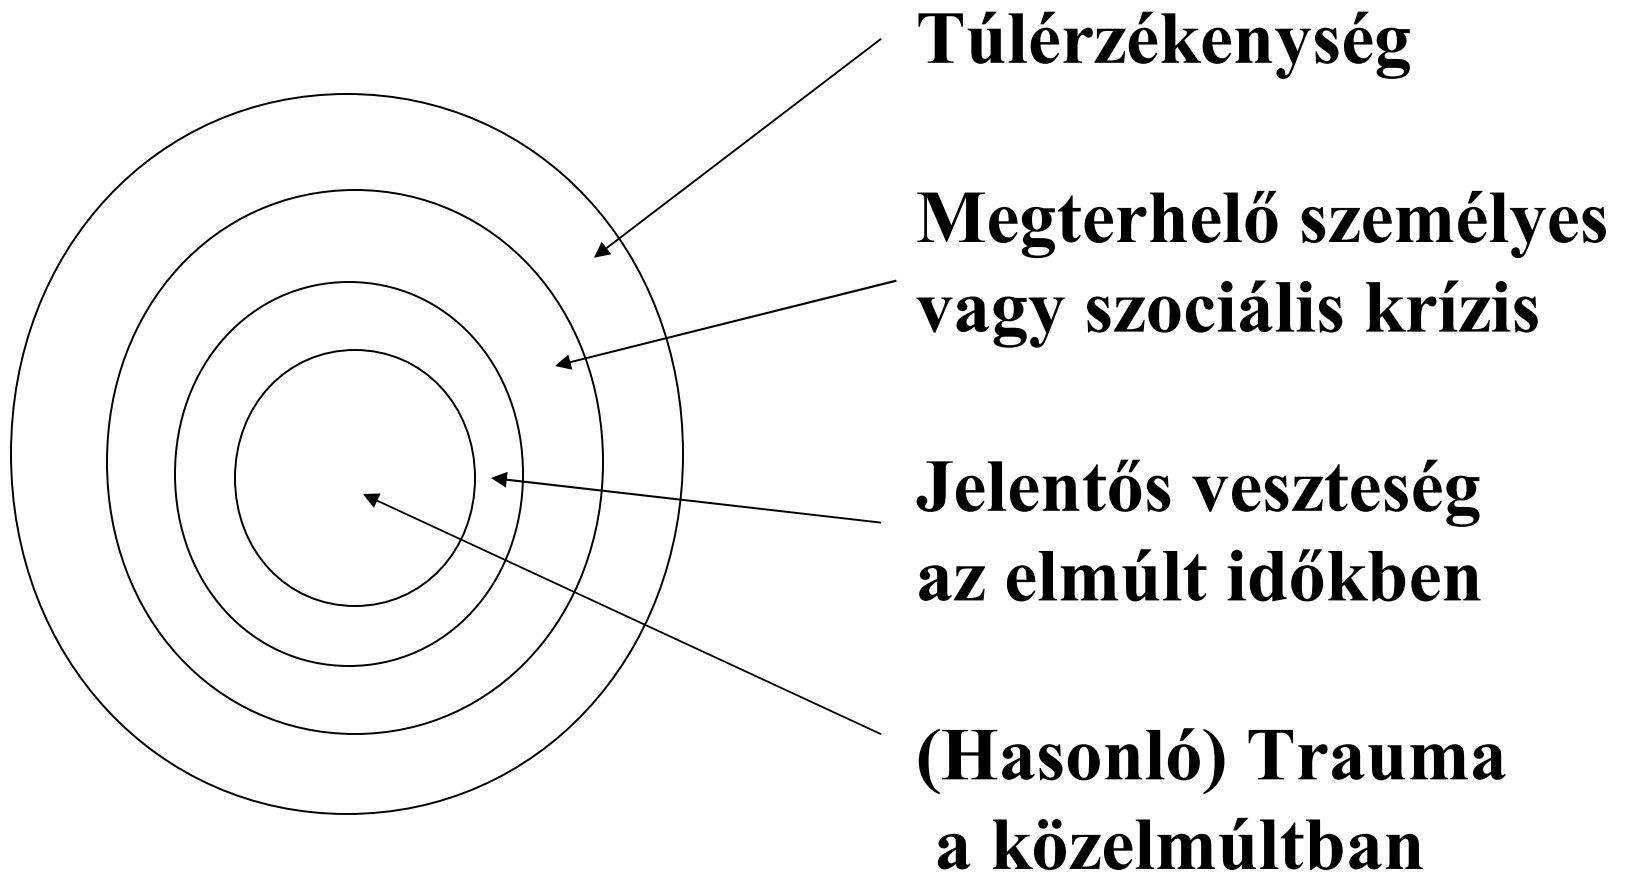 Túlérzékenység
Megterhelő személyes
vagy szociális krízis
Jelentős veszteség
az elmúlt időkben
(Hasonló) Trauma
a közelmúltban